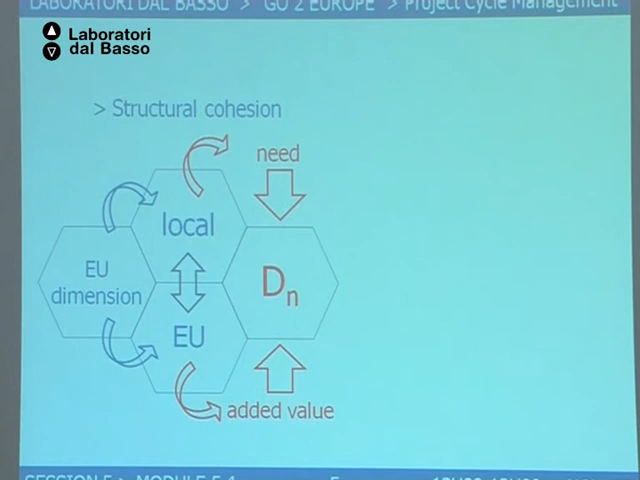 LABORATORI DAL BASSO > GO 2 EUROPE > Project Cycle Management
Laboratori
dal Basso
> Structural cohesion
need
local
EU
dimension
Dn
EU
added value
SESSION 5 > MODULE 5.4